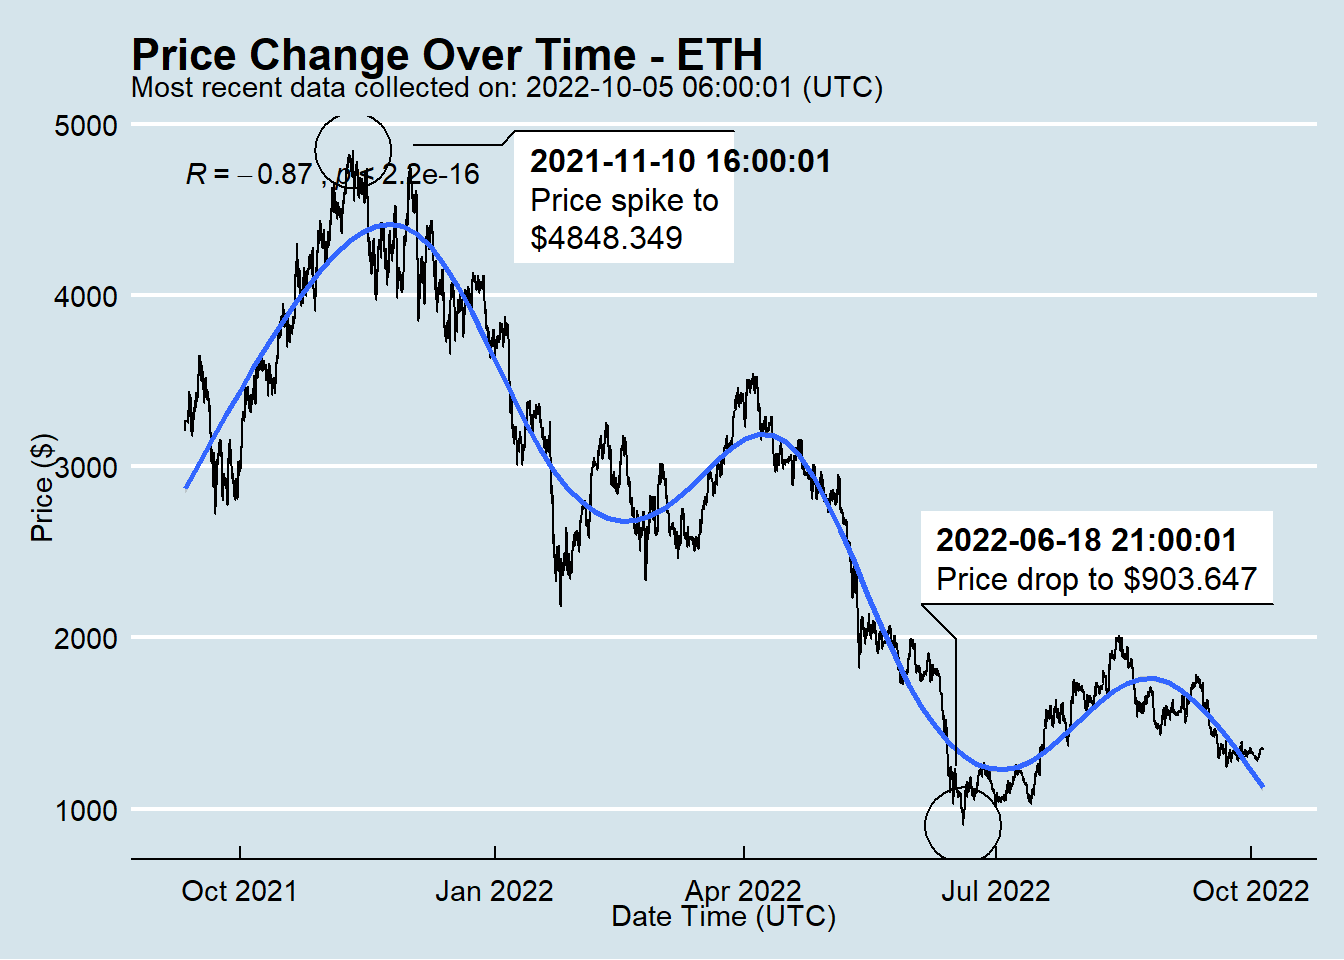 Price Change Over Time - ETH
Most recent data collected on: 2022-10-05 06:00:01 (UTC)
5000
R = −0.87 , p < 2.2e-16
2021-11-10 16:00:01
Price spike to
$4848.349
4000
Price ($)
3000
2022-06-18 21:00:01
Price drop to $903.647
2000
1000
Oct 2021 Jan 2022 Apr 2022 Jul 2022 Oct 2022
Date Time (UTC)